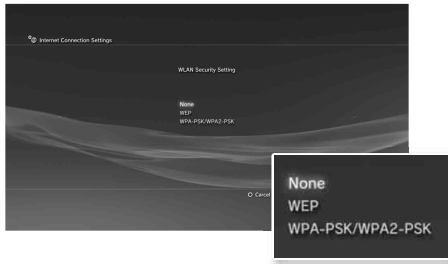 Internet Connection Settings
WLAN Security Setting
None
WEP
WPA-PSK/WPA2-PSK
Cancel
None
WEP
WPA-PSK/WPA2-PSK